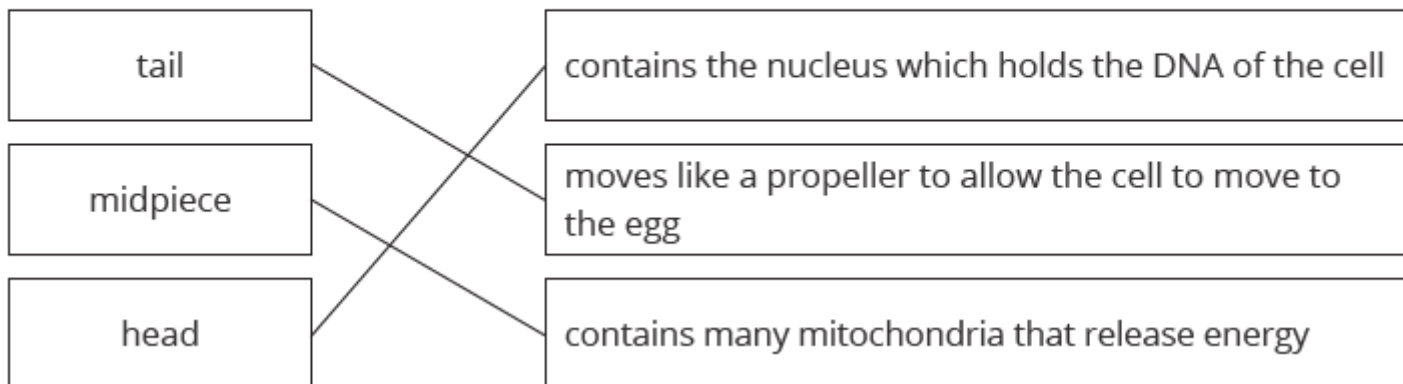 tail
contains the nucleus which holds the DNA of the cell
midpiece
moves like a propeller to allow the cell to move to
the egg
head
contains many mitochondria that release energy